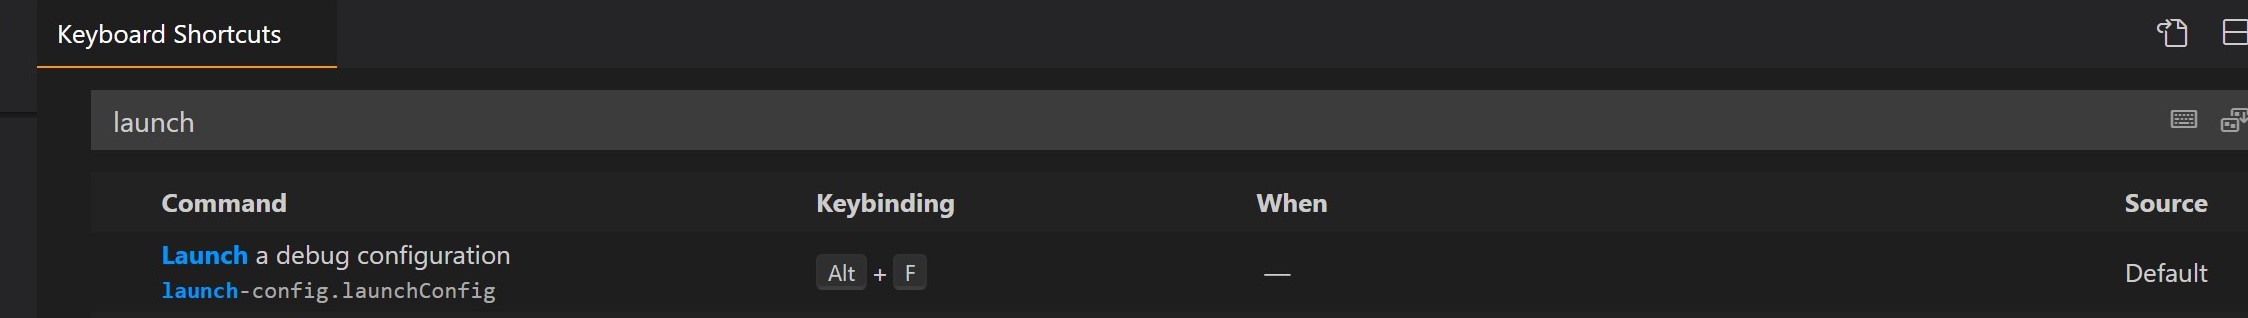 Keyboard Shortcuts
launch
Command Keybinding When Source
Launch a debug configuration
launch-config.launchConfig
Alt + F — Default